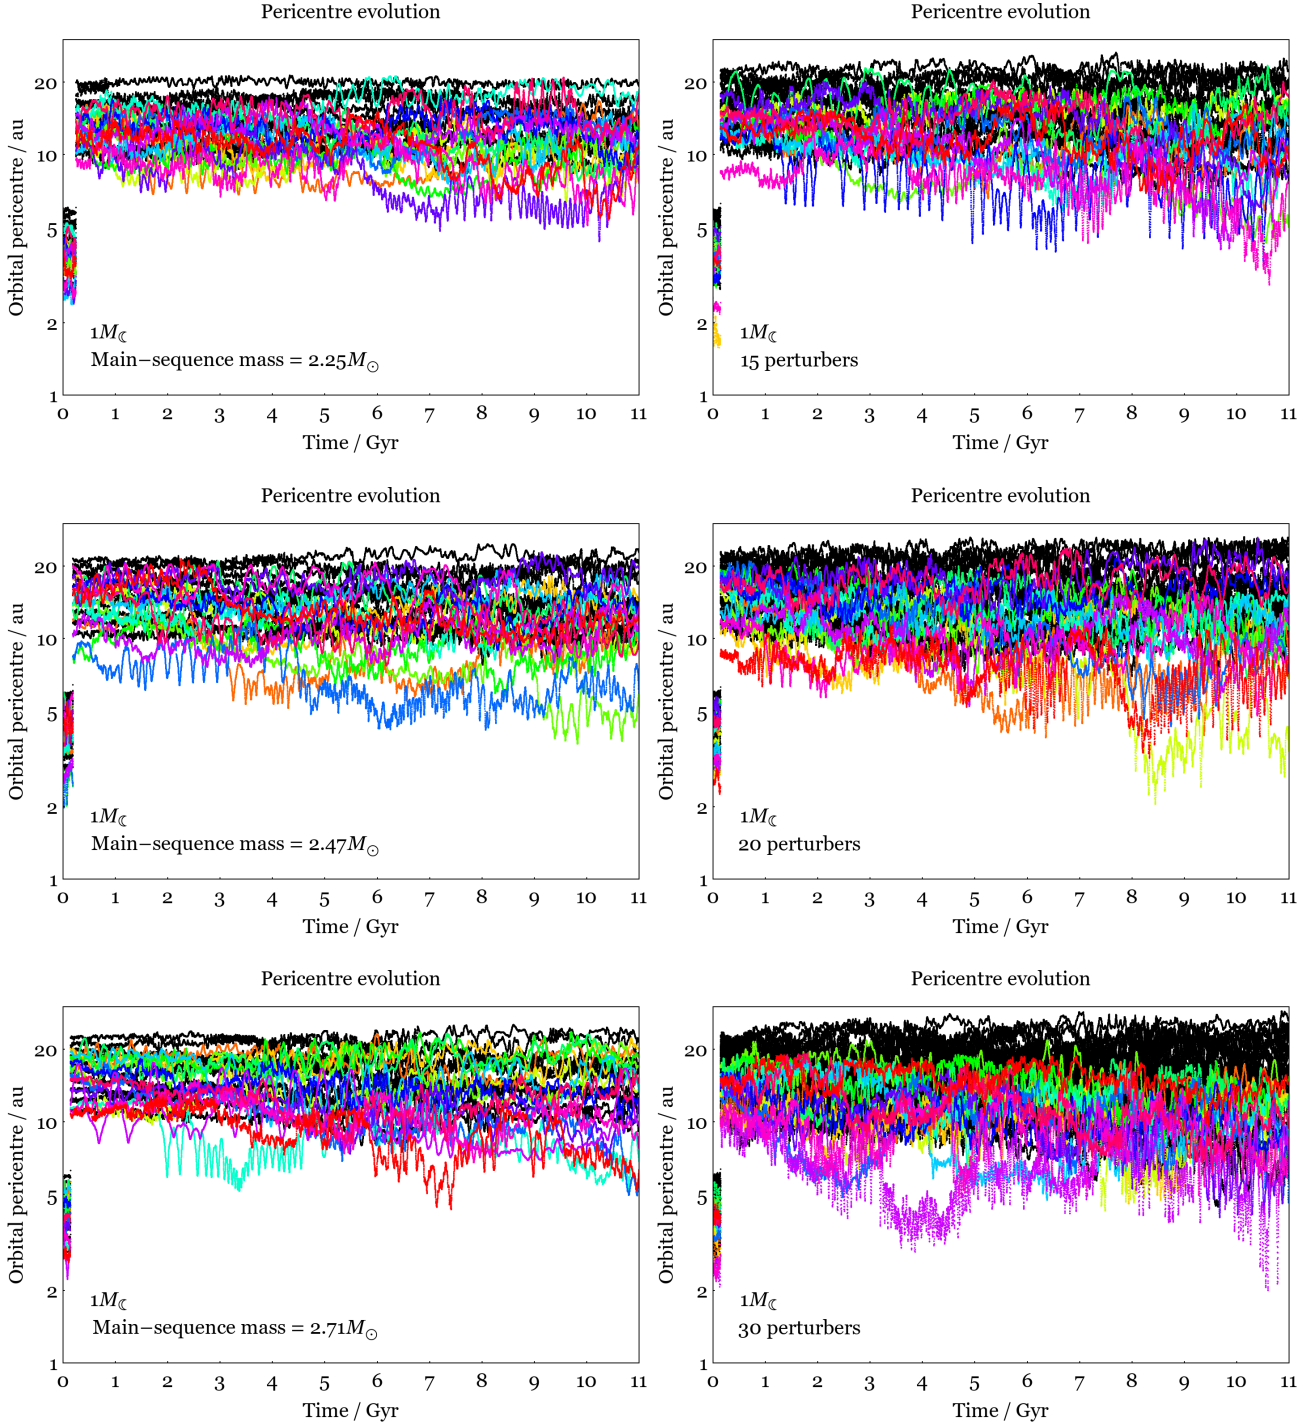 Pericentre evolution
Orbital pericentre / au
20
10
5
2
1
1M☾
Main−sequence mass = 2.25M⊙
0 1 2 3 4 5 6 7 8 9 10 11
Time / Gyr
Pericentre evolution
Orbital pericentre / au
20
10
5
2
1
1M☾
15 perturbers
0 1 2 3 4 5 6 7 8 9 10 11
Time / Gyr
Pericentre evolution
Orbital pericentre / au
20
10
5
2
1
1M☾
Main−sequence mass = 2.47M⊙
0 1 2 3 4 5 6 7 8 9 10 11
Time / Gyr
Pericentre evolution
Orbital pericentre / au
20
10
5
2
1
1M☾
20 perturbers
0 1 2 3 4 5 6 7 8 9 10 11
Time / Gyr
Pericentre evolution
Orbital pericentre / au
20
10
5
2
1
1M☾
Main−sequence mass = 2.71M⊙
0 1 2 3 4 5 6 7 8 9 10 11
Time / Gyr
Pericentre evolution
Orbital pericentre / au
20
10
5
2
1
1M☾
30 perturbers
0 1 2 3 4 5 6 7 8 9 10 11
Time / Gyr